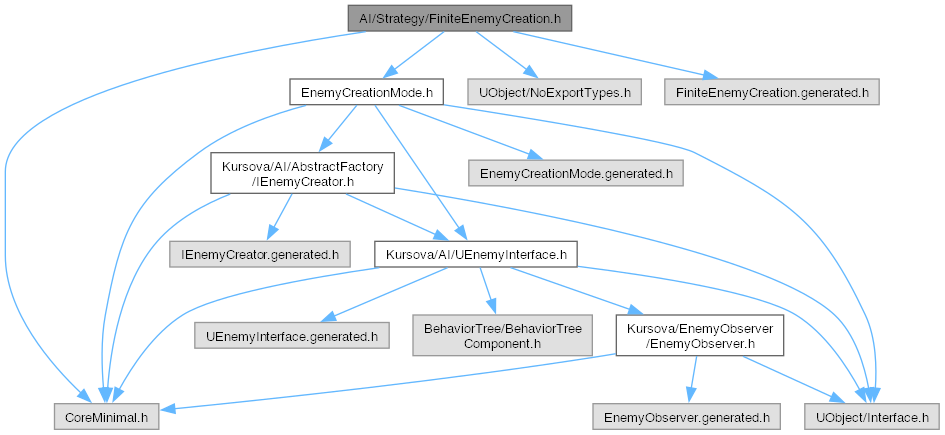 AI/Strategy/FiniteEnemyCreation.h
EnemyCreationMode.h
UObject/NoExportTypes.h
FiniteEnemyCreation.generated.h
Kursova/AI/AbstractFactory
/IEnemyCreator.h
EnemyCreationMode.generated.h
IEnemyCreator.generated.h
Kursova/AI/UEnemyInterface.h
UEnemyInterface.generated.h
BehaviorTree/BehaviorTree
Component.h
Kursova/EnemyObserver
/EnemyObserver.h
CoreMinimal.h
EnemyObserver.generated.h
UObject/Interface.h